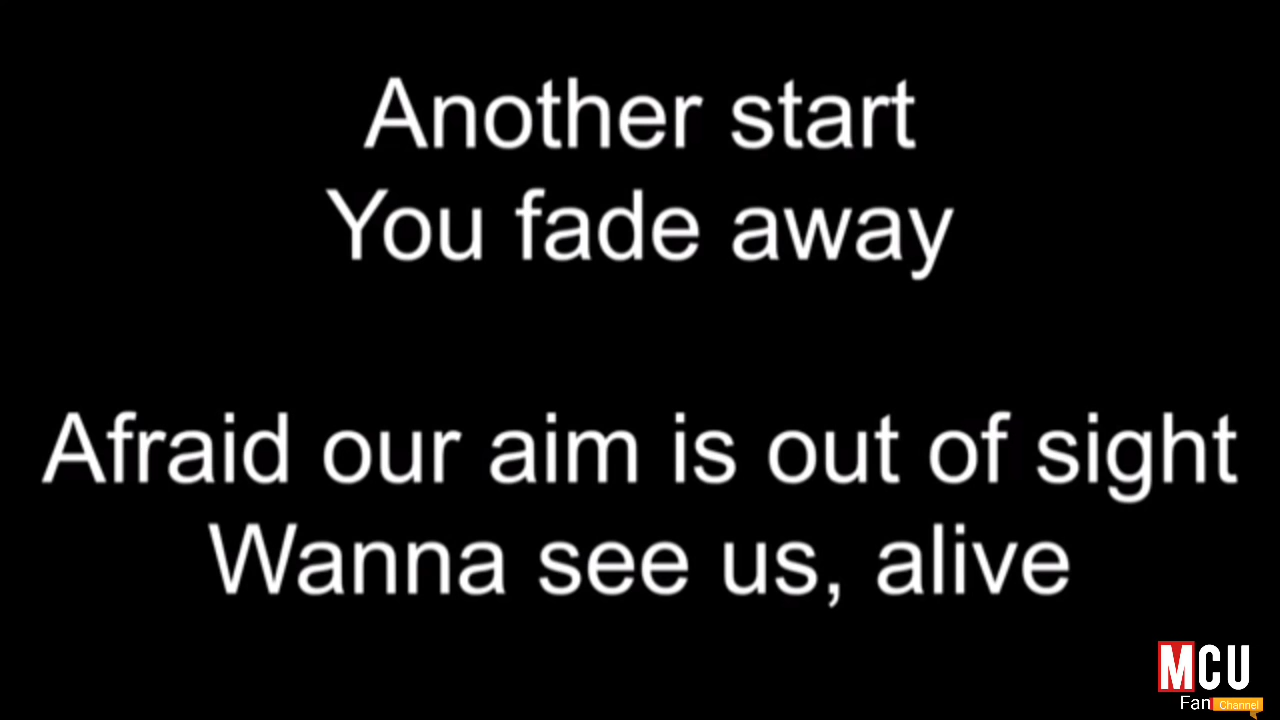 Another start
You fade away
Afraid our aim is out of sight
Wanna see us, alive
MCU
Fan Channel